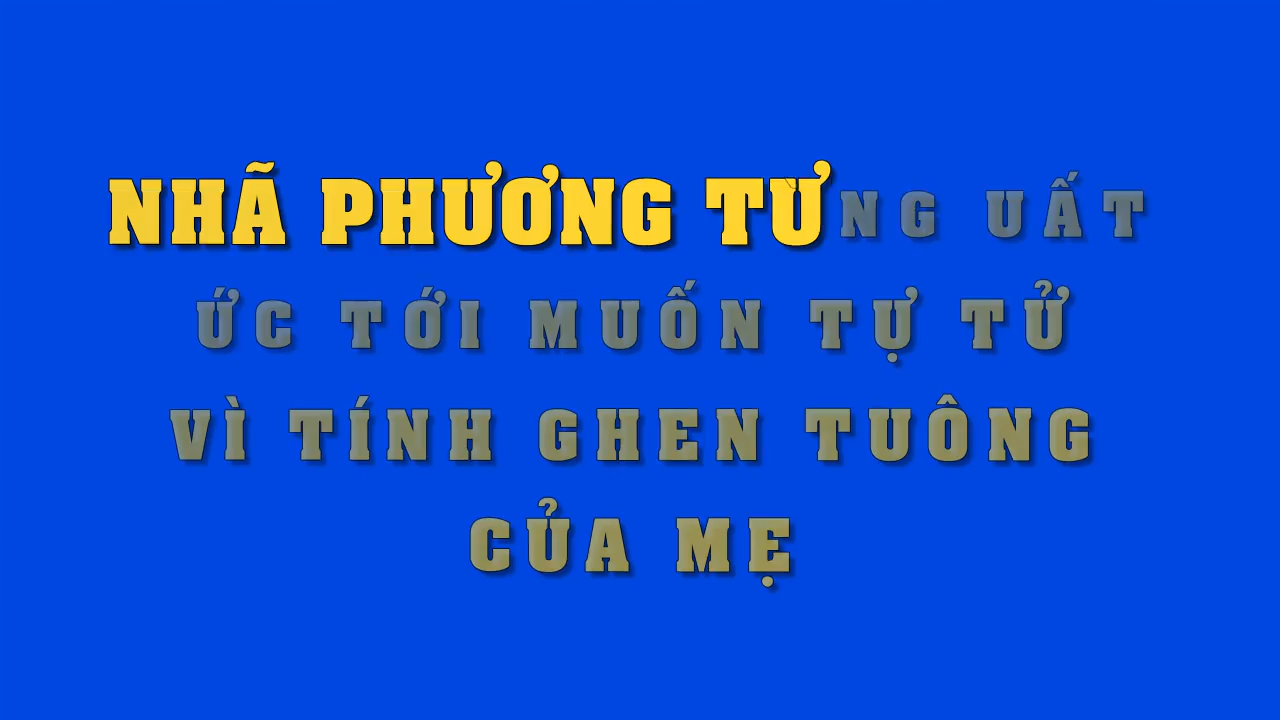 NHÃ PHƯƠNG TỪNG UẤT
ỨC TỚI MUỐN TỰ TỬ
VÌ TÍNH GHEN TUÔNG
CỦA MẸ